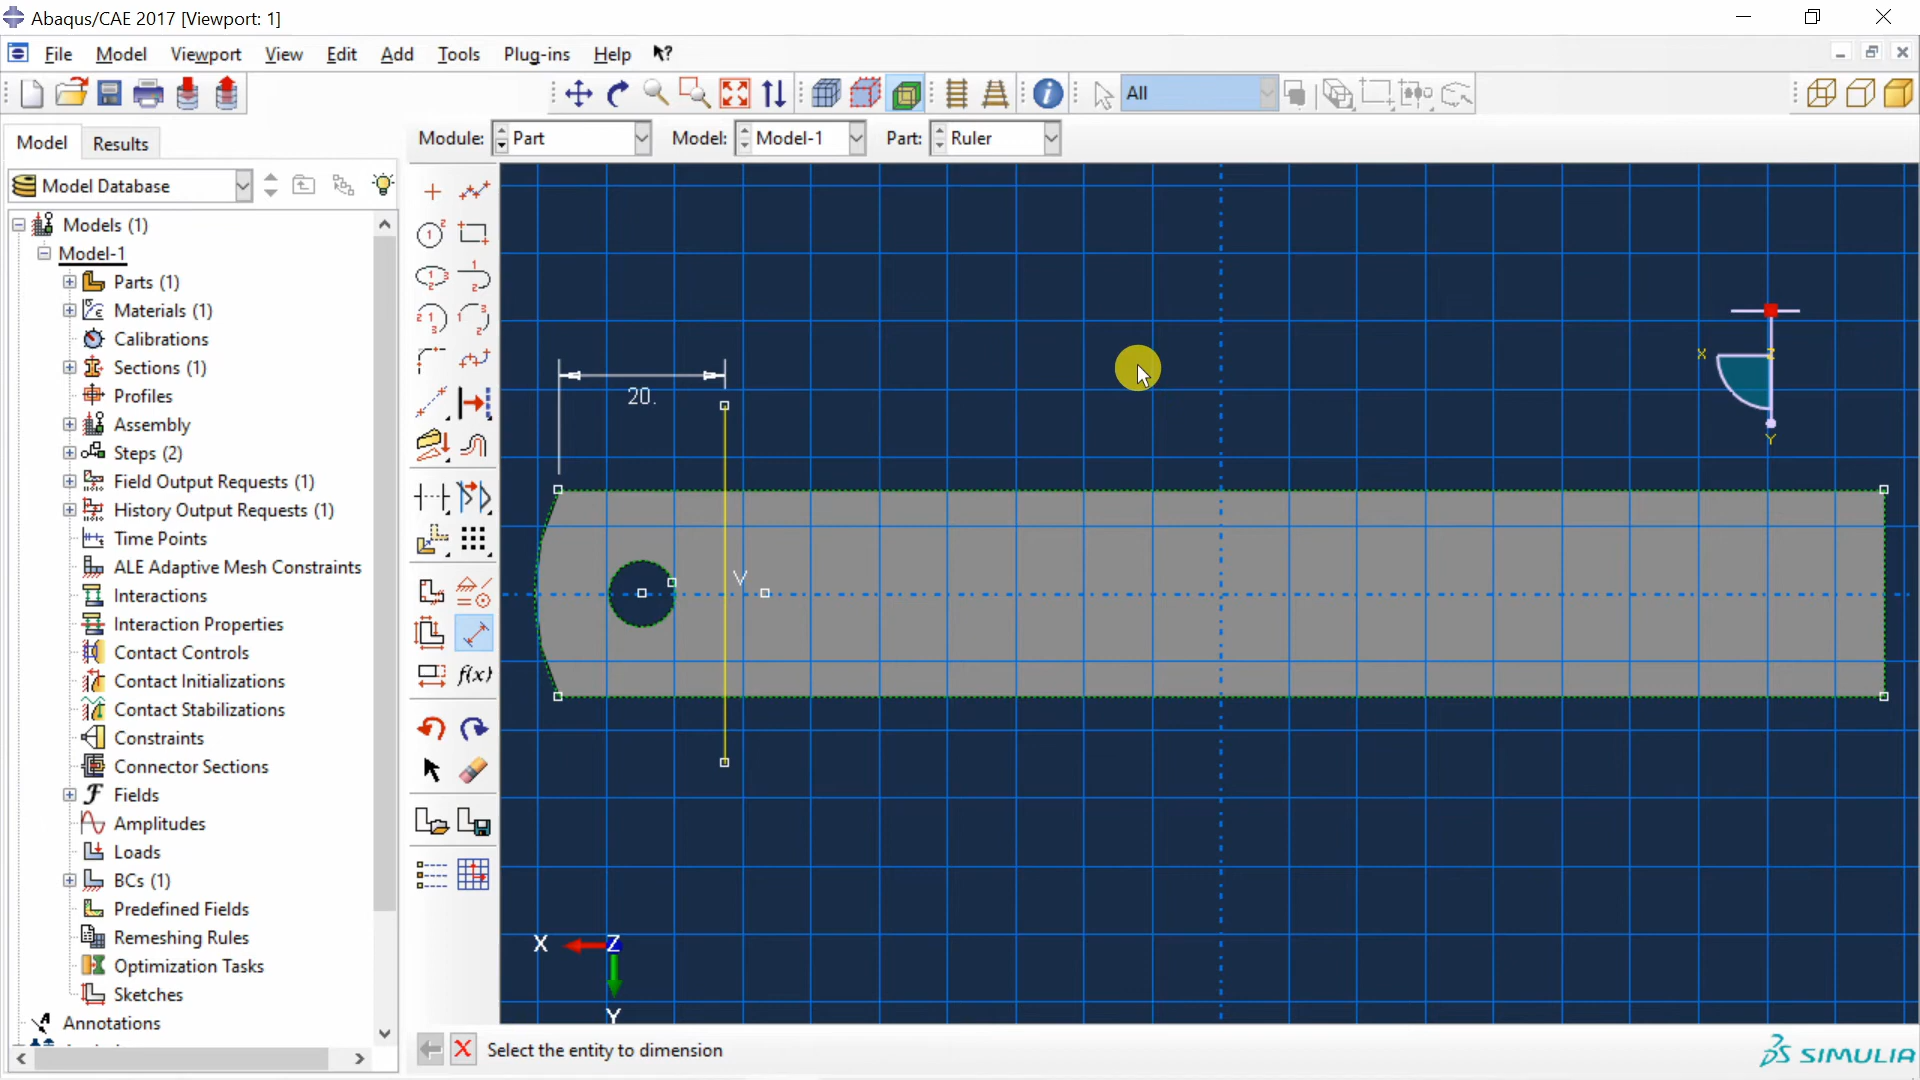 Abaqus/CAE 2017 [Viewport: 1]
File Model Viewport View Edit Add Tools Plug-ins Help
All
Model Results
Module: Part Model: Model-1 Part: Ruler
Model Database
Models (1)
Model-1
Parts (1)
Materials (1)
Calibrations
Sections (1)
Profiles
Assembly
Steps (2)
Field Output Requests (1)
History Output Requests (1)
Time Points
ALE Adaptive Mesh Constraints
Interactions
Interaction Properties
Contact Controls
Contact Initializations
Contact Stabilizations
Constraints
Connector Sections
Fields
Amplitudes
Loads
BCs (1)
Predefined Fields
Remeshing Rules
Optimization Tasks
Sketches
Annotations
f(x)
20.
V
X Z
Y
X Z
Y
Select the entity to dimension
SIMULIA